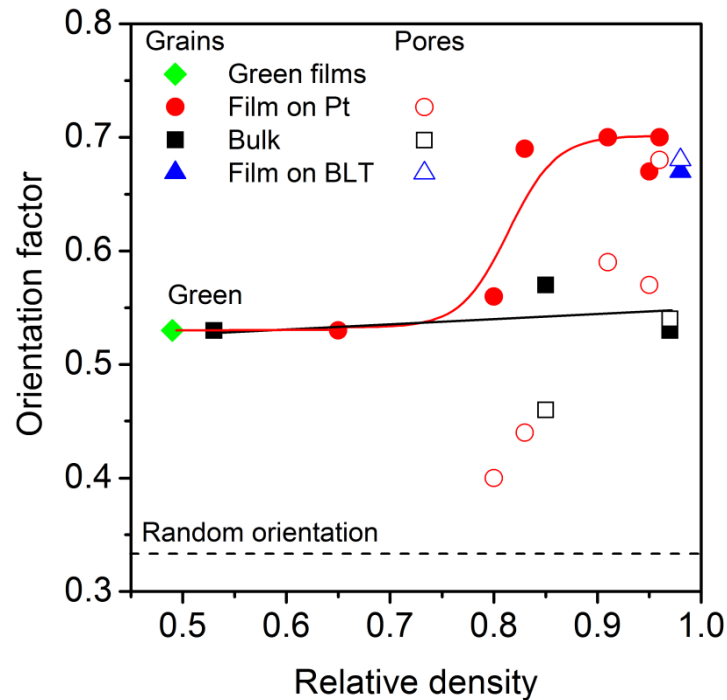 0.8
0.7
0.6
0.5
0.4
0.3
Orientation factor
Grains Pores
Green films
Film on Pt
Bulk
Film on BLT
Green
Random orientation
0.5 0.6 0.7 0.8 0.9 1.0
Relative density